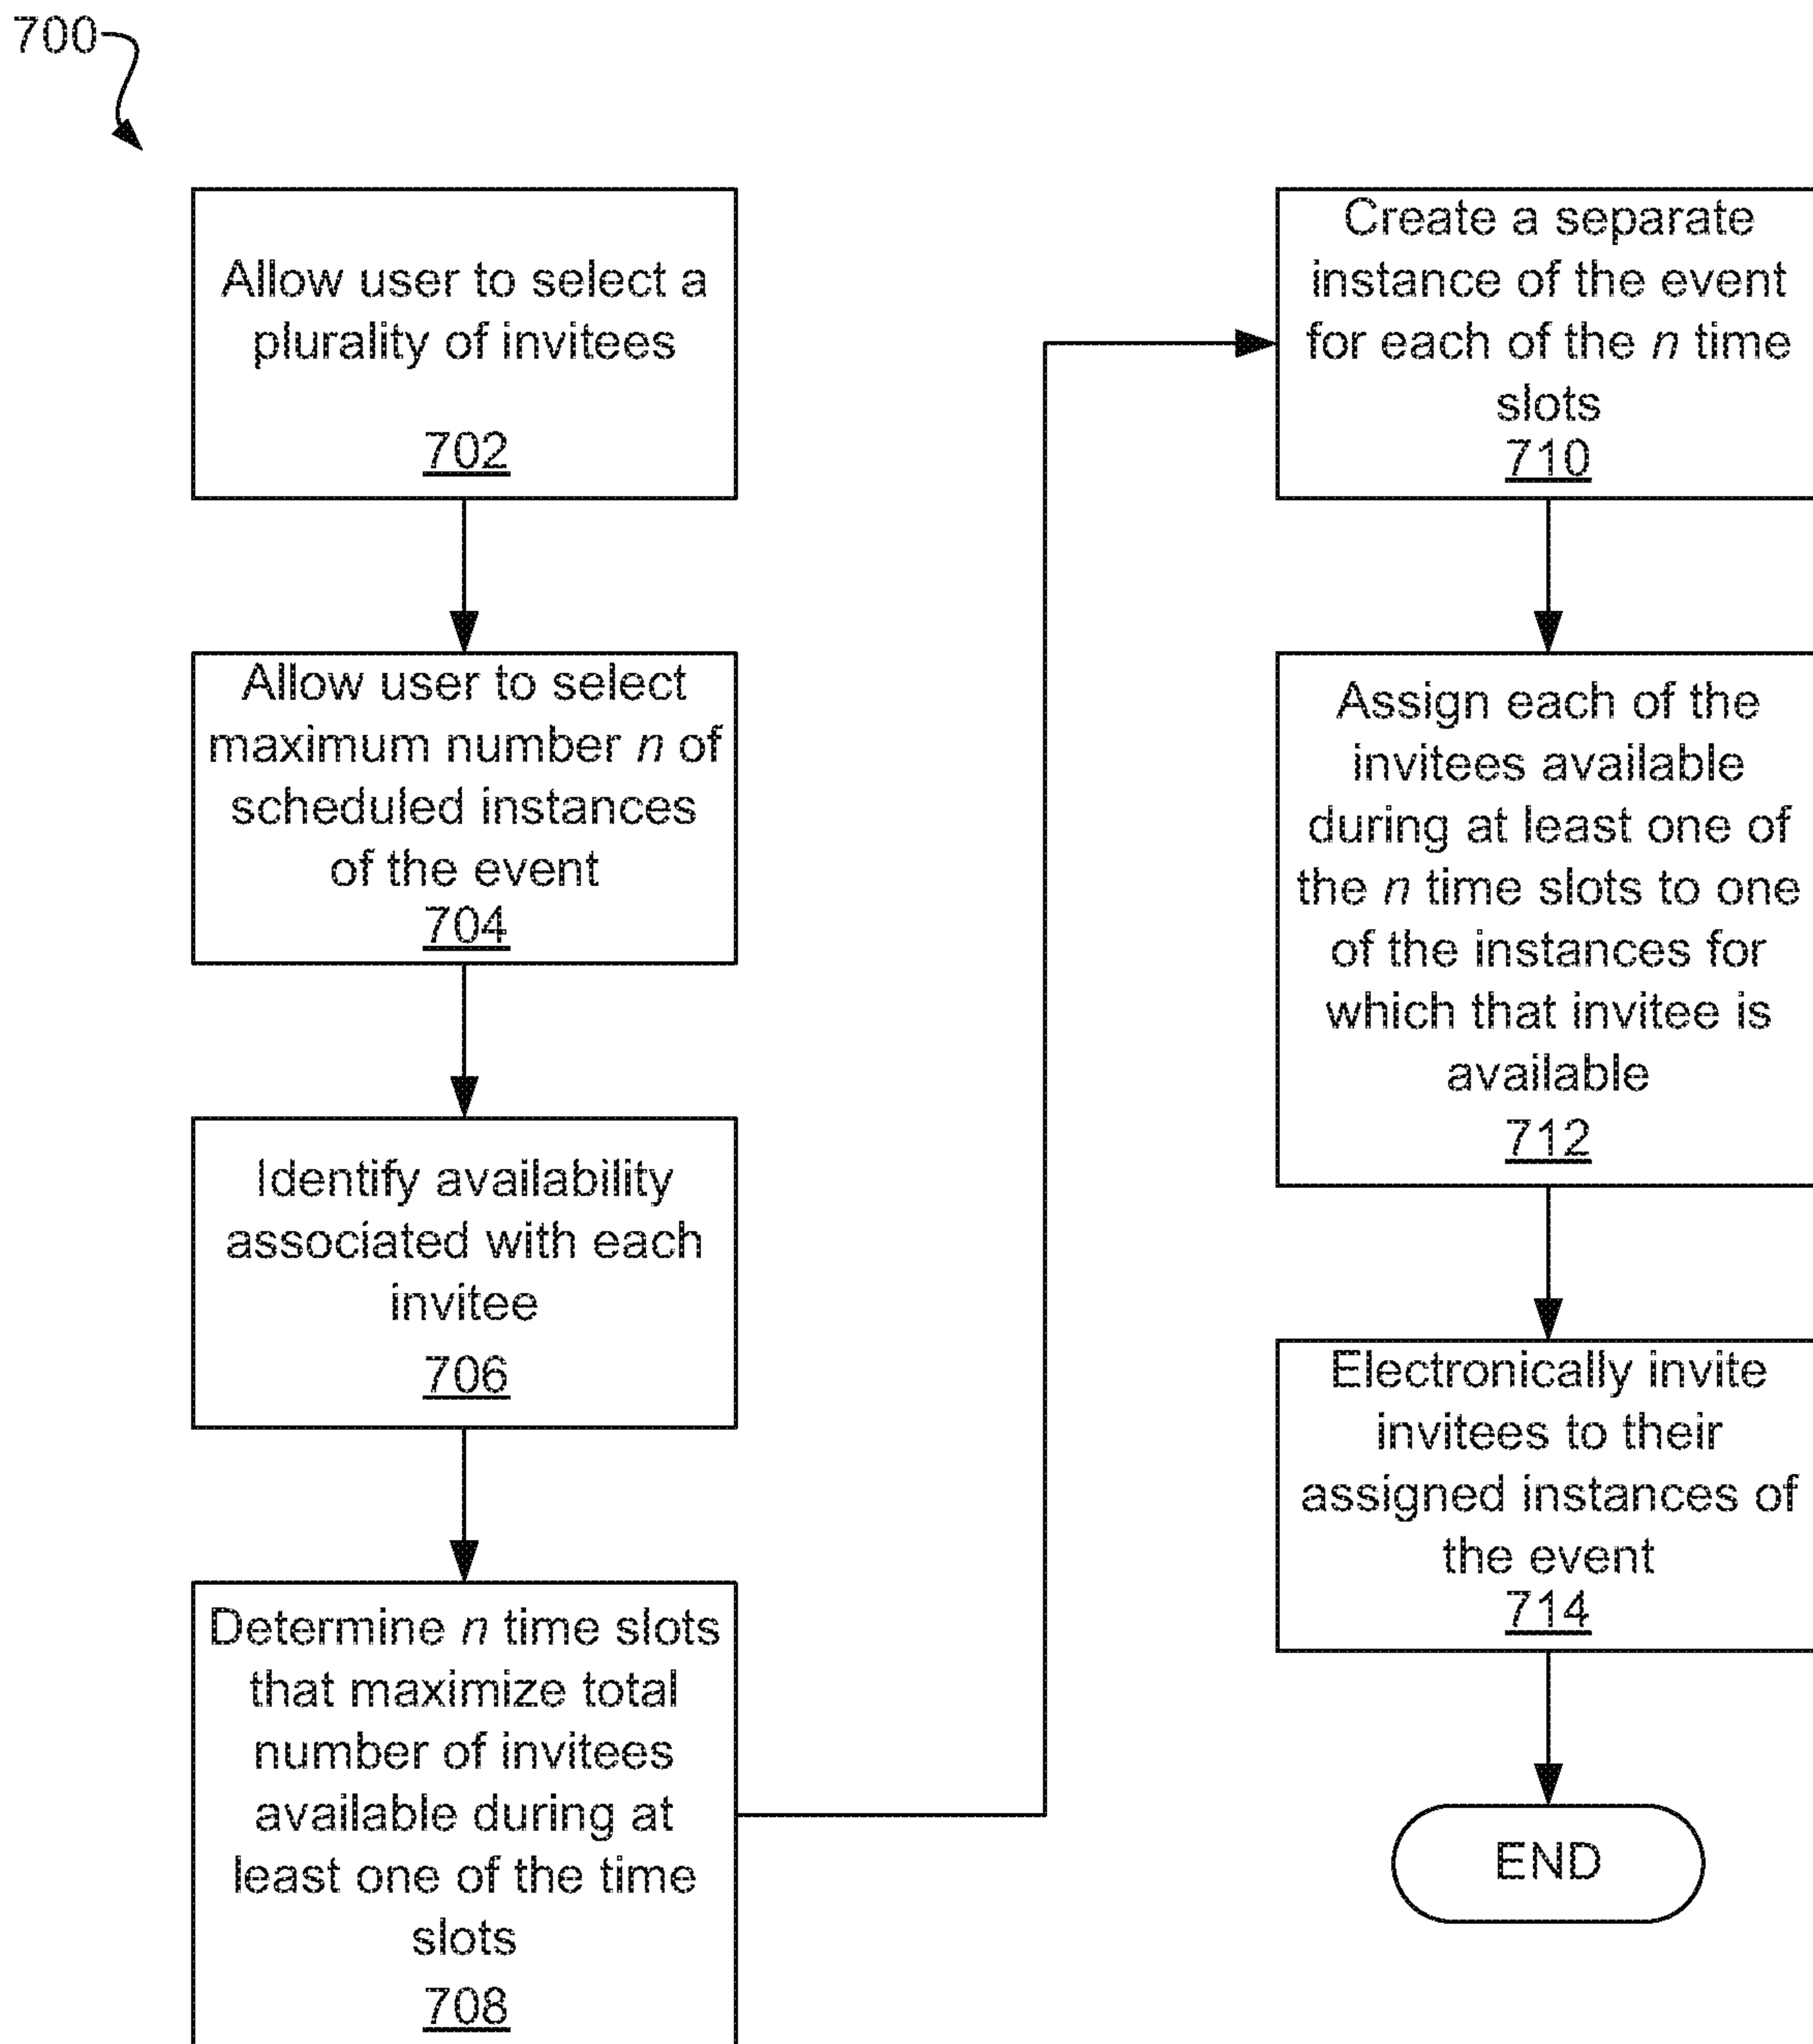 700
Allow user to select a
plurality of invitees
702
Allow user to select
maximum number n of
scheduled instances
of the event
704
Identify availability
associated with each
invitee
706
Determine n time slots
that maximize total
number of invitees
available during at
least one of the time
slots
708
Create a separate
instance of the event
for each of the n time
slots
710
Assign each of the
invitees available
during at least one of
the n time slots to one
of the instances for
which that invitee is
available
712
Electronically invite
invitees to their
assigned instances of
the event
714
END